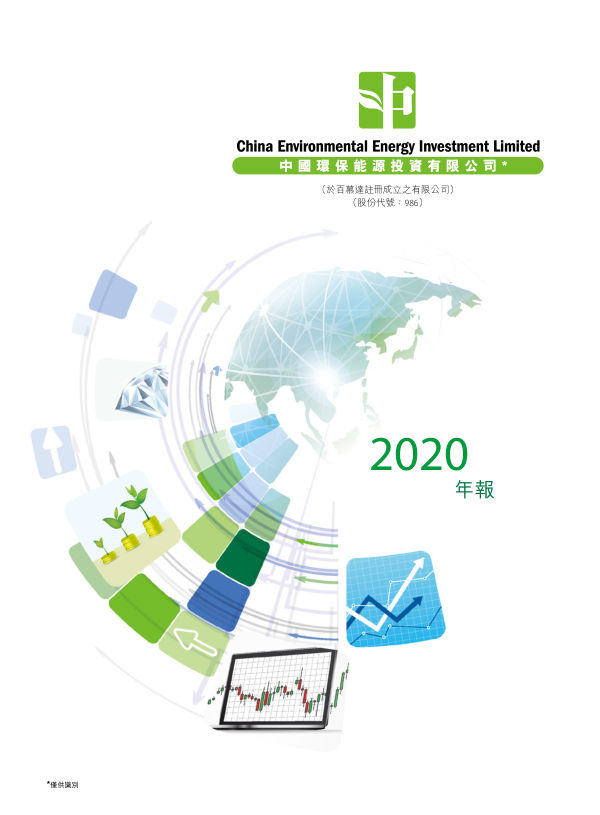 China Environmental Energy Investment Limited
中國環保能源投資有限公司*
（於百慕達註冊成立之有限公司）
（股份代號：986）
2020
年報
*僅供識別